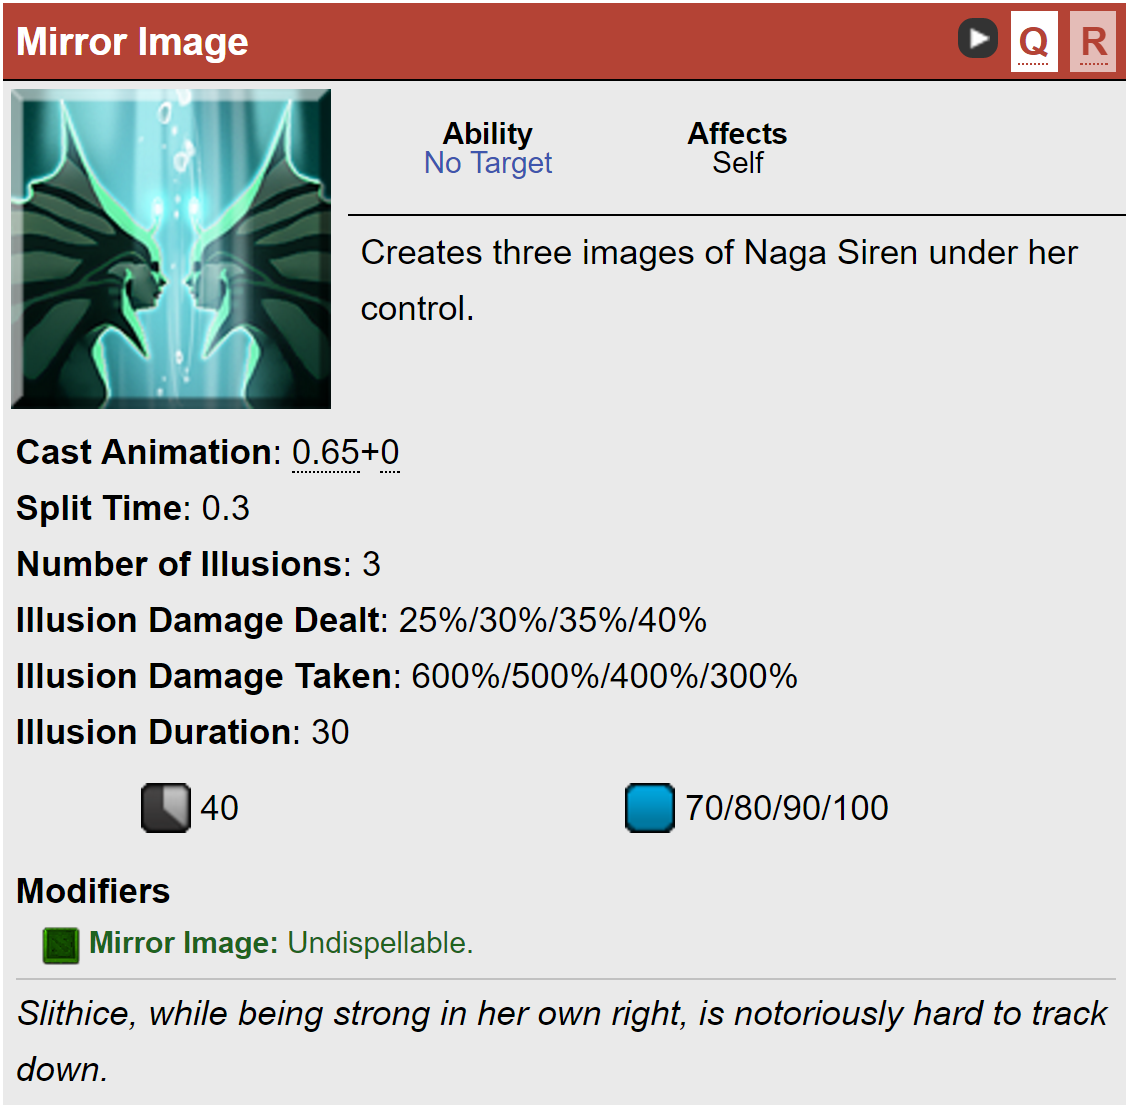 Mirror Image Q R
Ability Affects
No Target Self
Creates three images of Naga Siren under her
control.
Cast Animation: 0.65+0
Split Time: 0.3
Number of Illusions: 3
Illusion Damage Dealt: 25%/30%/35%/40%
Illusion Damage Taken: 600%/500%/400%/300%
Illusion Duration: 30
40 70/80/90/100
Modifiers
Mirror Image: Undispellable.
Slithice, while being strong in her own right, is notoriously hard to track
down.